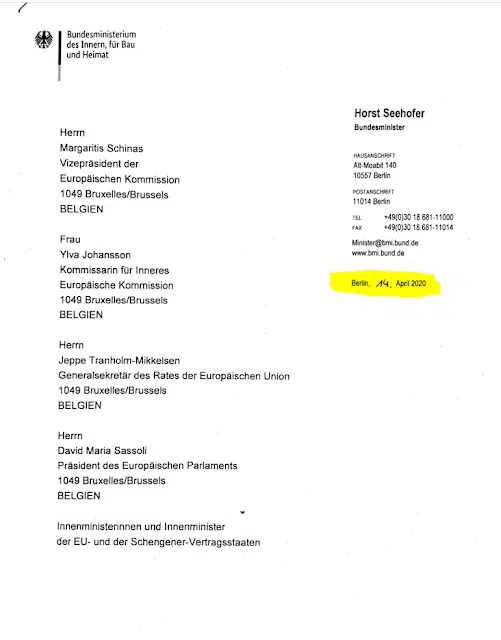 Bundesministerium
des Innern, für Bau
und Heimat
Horst Seehofer
Bundesminister
HAUSANSCHRIFT
Alt-Moabit 140
10557 Berlin
POSTANSCHRIFT
11014 Berlin
TEL +49(0)30 18 681-11000
FAX +49(0)30 18 681-11014
Minister@bmi.bund.de
www.bmi.bund.de
Berlin, 14. April 2020
Herrn
Margaritis Schinas
Vizepräsident der
Europäischen Kommission
1049 Bruxelles/Brussels
BELGIEN
Frau
Ylva Johansson
Kommissarin für Inneres
Europäische Kommission
1049 Bruxelles/Brussels
BELGIEN
Herrn
Jeppe Tranholm-Mikkelsen
Generalsekretär des Rates der Europäischen Union
1049 Bruxelles/Brussels
BELGIEN
Herrn
David Maria Sassoli
Präsident des Europäischen Parlaments
1049 Bruxelles/Brussels
BELGIEN
Innenministerinnen und Innenminister
der EU- und der Schengener-Vertragsstaaten